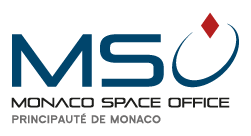 MSO
MONACO SPACE OFFICE
PRINCIPAUTÉ DE MONACO